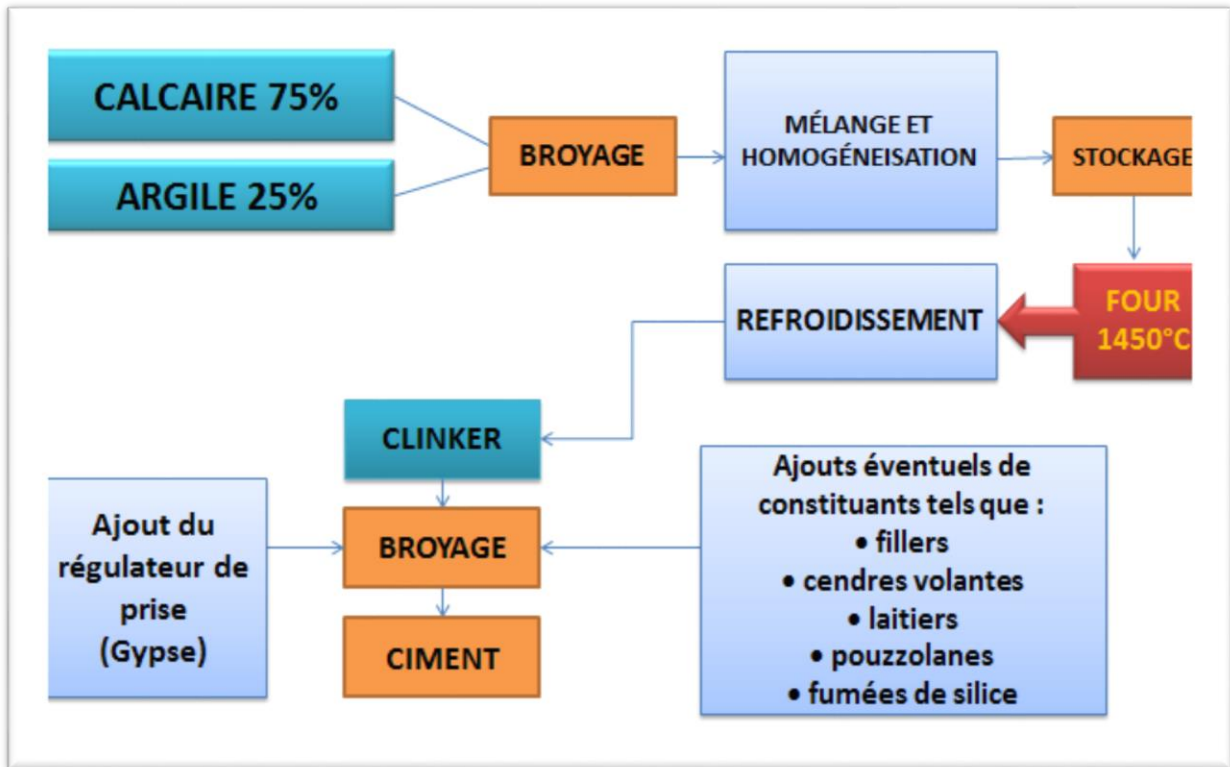 CALCAIRE 75%
ARGILE 25%
BROYAGE
MÉLANGE ET
HOMOGÉNEISATION
STOCKAGE
FOUR
1450°C
REFROIDISSEMENT
CLINKER
Ajout du
régulateur de
prise
(Gypse)
BROYAGE
CIMENT
Ajouts éventuels de
constituants tels que :
• fillers
• cendres volantes
• laitiers
• pouzzolanes
• fumées de silice